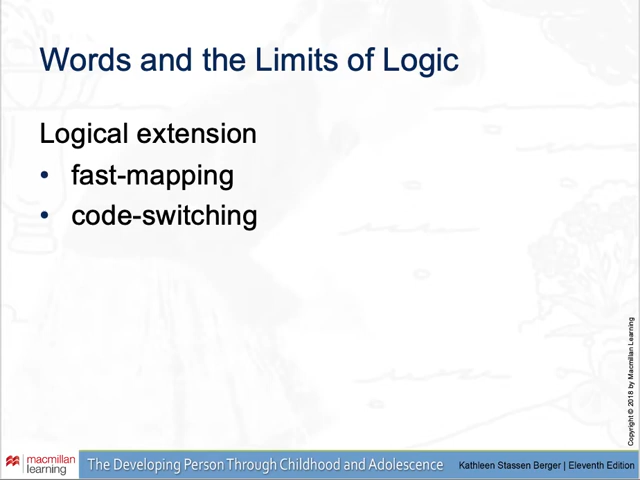 Words and the Limits of Logic
Logical extension
• fast-mapping
• code-switching
Copyright © 2018 by Macmillan Learning
macmillan
learning
The Developing Person Through Childhood and Adolescence
Kathleen Stassen Berger | Eleventh Edition